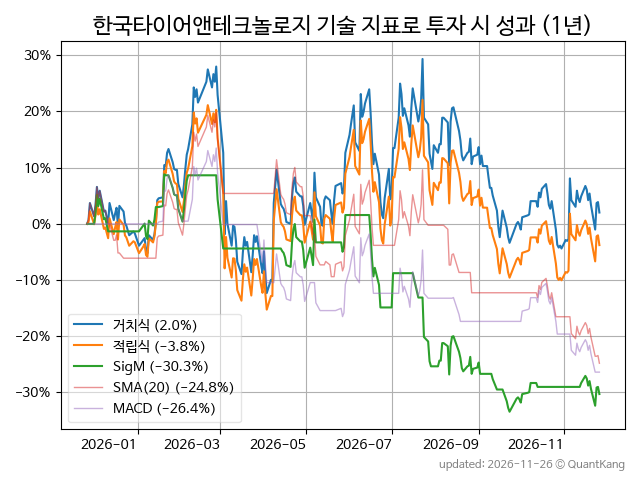 한국타이어앤테크놀로지 기술 지표로 투자 시 성과 (1년)
30%
20%
10%
0%
−10%
−20%
−30%
거치식 (2.0%)
적립식 (−3.8%)
SigM (−30.3%)
SMA(20) (−24.8%)
MACD (−26.4%)
2026-01
2026-03
2026-05
2026-07
2026-09
2026-11
updated: 2026-11-26 © QuantKang